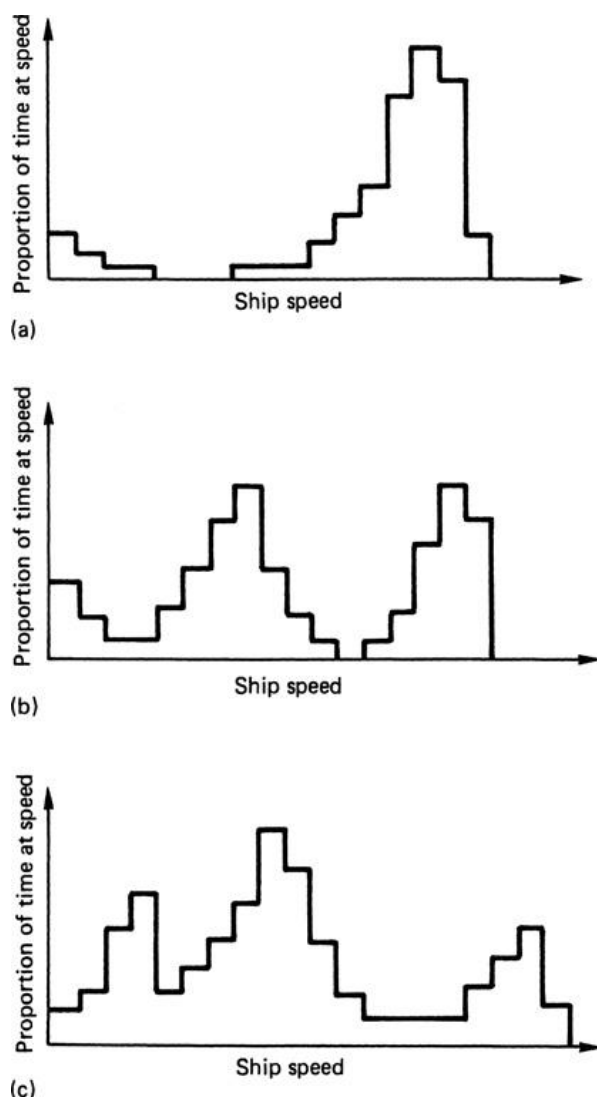 Proportion of time at speed
Ship speed
(a)
Proportion of time at speed
Ship speed
(b)
Proportion of time at speed
Ship speed
(c)